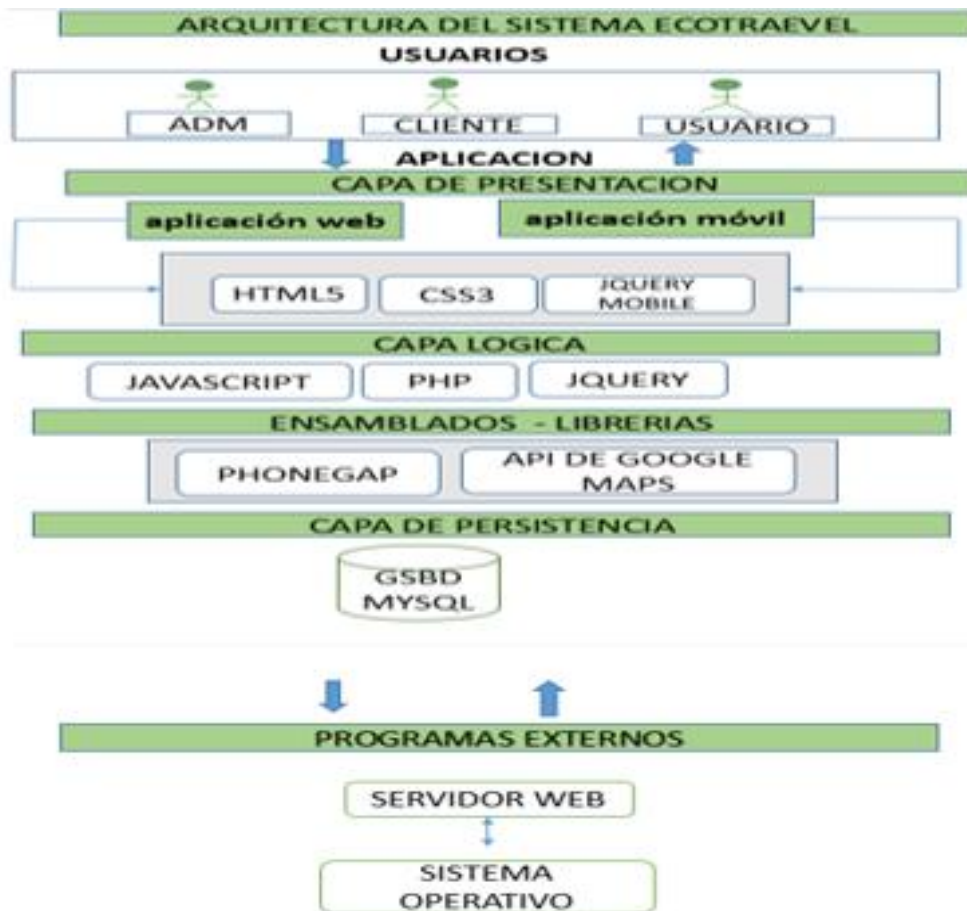 ARQUITECTURA DEL SISTEMA ECOTRAEVEL
USUARIOS
ADM CLIENTE USUARIO
APLICACION
CAPA DE PRESENTACION
aplicación web aplicación móvil
HTML5 CSS3 JQUERY
MOBILE
CAPA LOGICA
JAVASCRIPT PHP JQUERY
ENSAMBLADOS - LIBRERIAS
PHONEGAP API DE GOOGLE
MAPS
CAPA DE PERSISTENCIA
GSBD
MYSQL
PROGRAMAS EXTERNOS
SERVIDOR WEB
SISTEMA
OPERATIVO